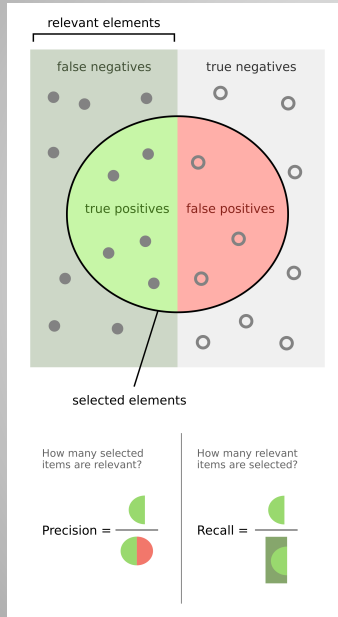 relevant elements
false negatives
true negatives
true positives
false positives
selected elements
How many selected
items are relevant?
How many relevant
items are selected?
Precision =
Recall =